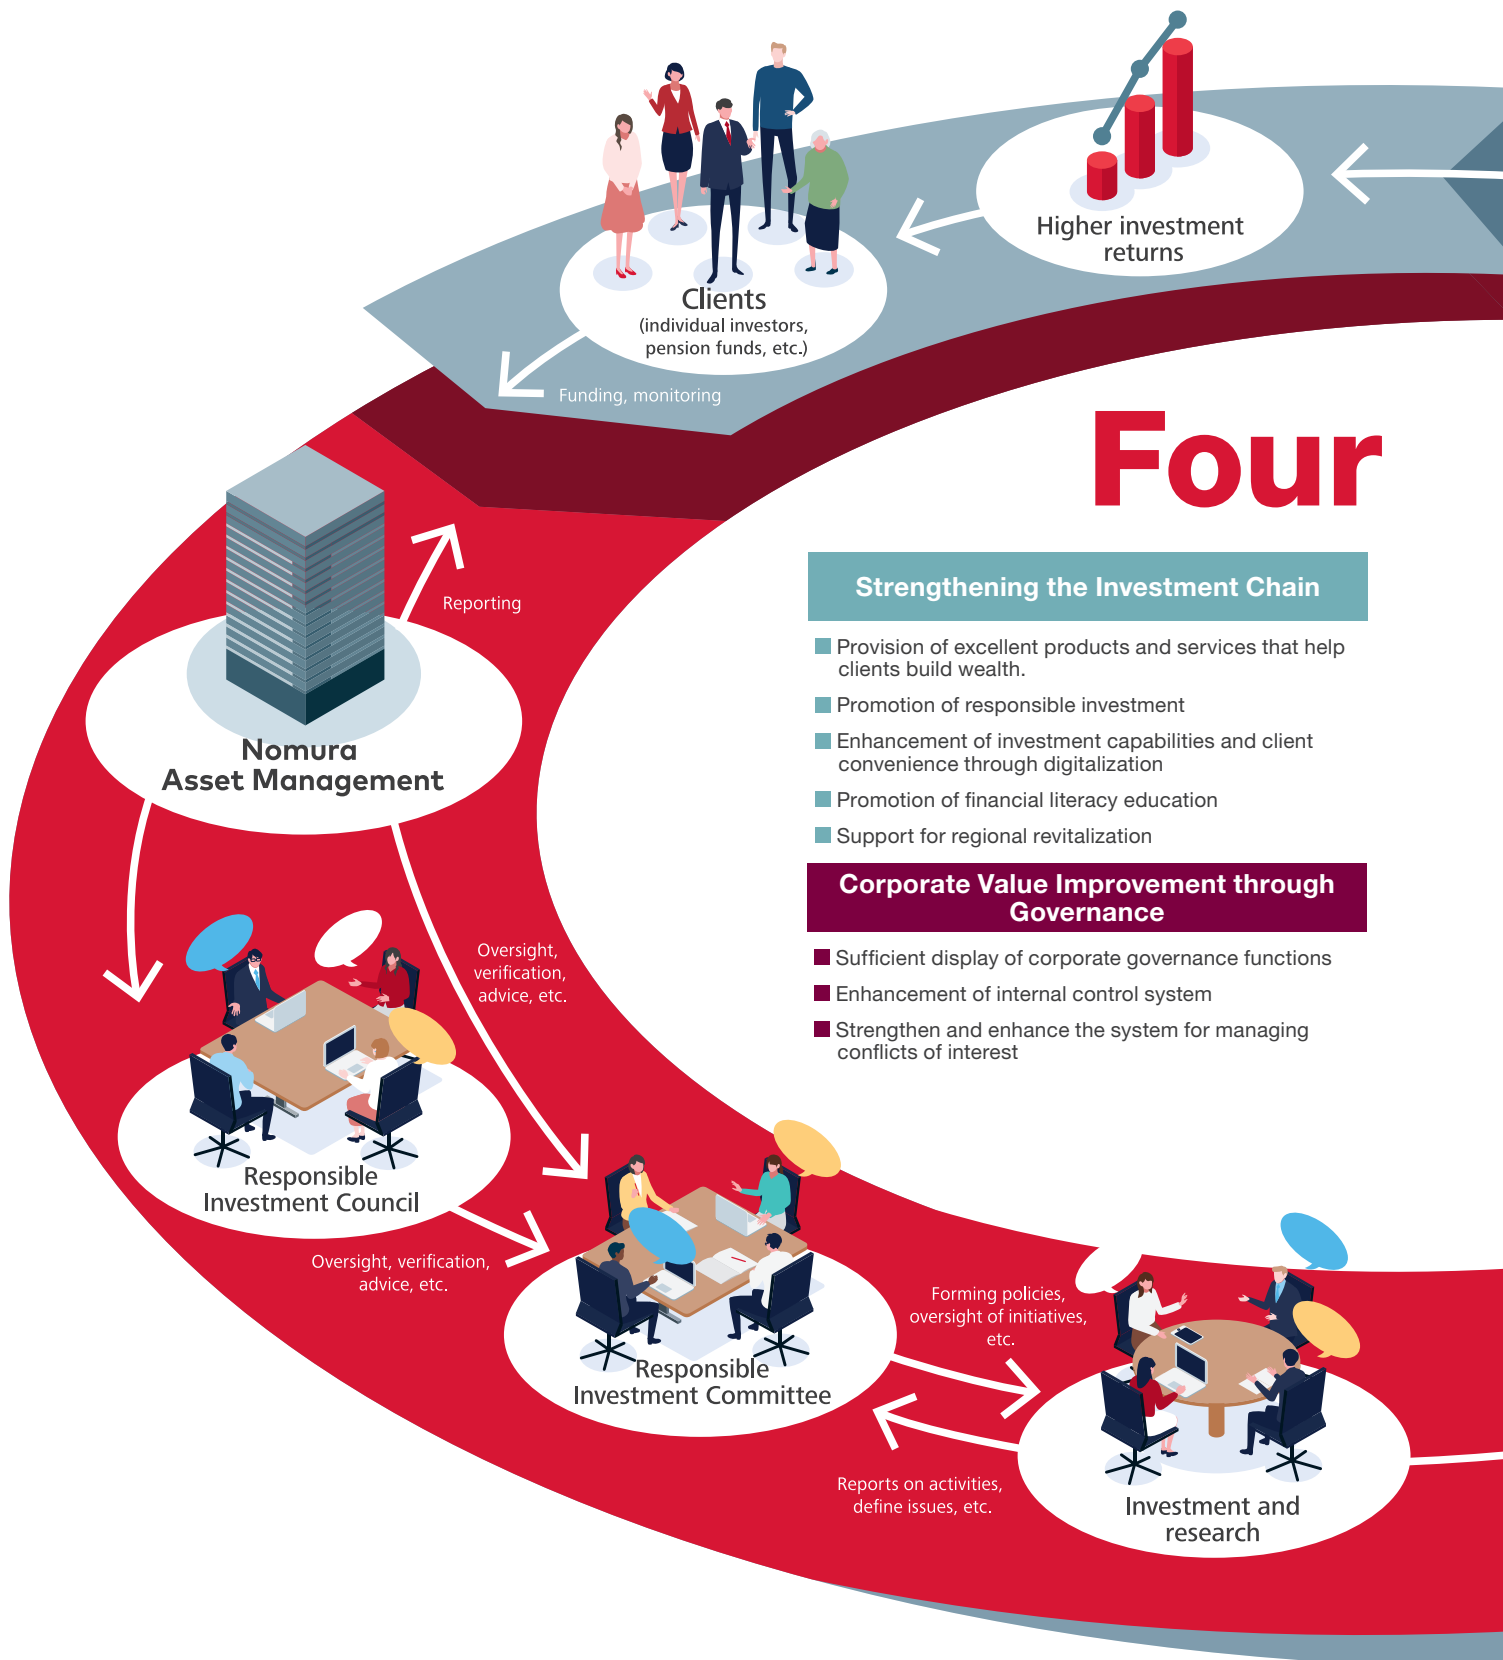 Higher investment
returns
Clients
(individual investors,
pension funds, etc.)
Funding, monitoring
Four
Reporting
Nomura
Asset Management
Strengthening the Investment Chain
Provision of excellent products and services that help
clients build wealth.
Promotion of responsible investment
Enhancement of investment capabilities and client
convenience through digitalization
Promotion of financial literacy education
Support for regional revitalization
Corporate Value Improvement through
Governance
Sufficient display of corporate governance functions
Enhancement of internal control system
Strengthen and enhance the system for managing
conflicts of interest
Oversight,
verification,
advice, etc.
Responsible
Investment Council
Oversight, verification,
advice, etc.
Responsible
Investment Committee
Forming policies,
oversight of initiatives,
etc.
Reports on activities,
define issues, etc.
Investment and
research